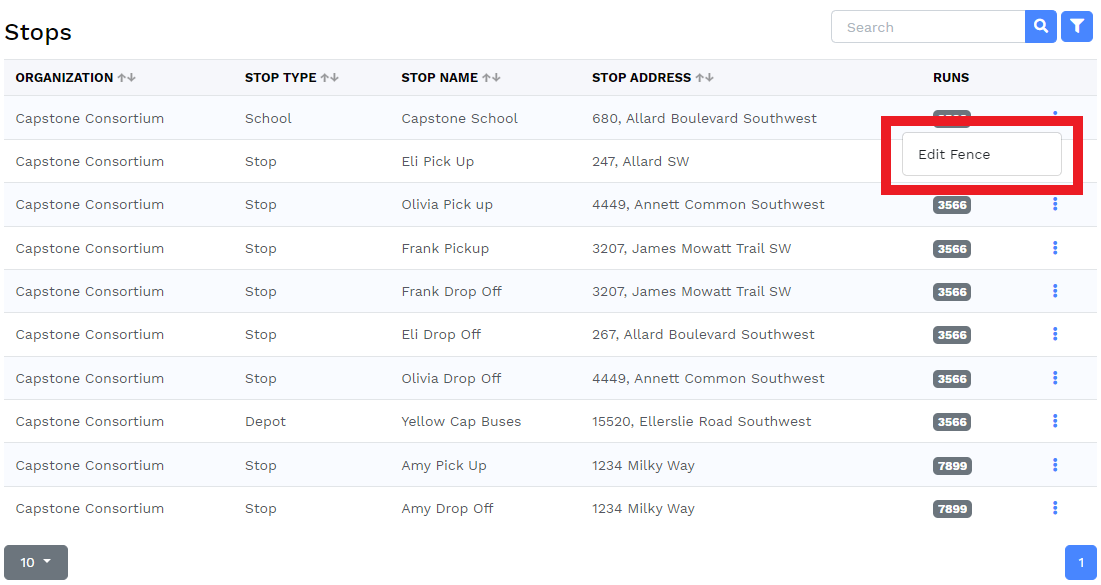 Stops
Search
ORGANIZATION STOP TYPE STOP NAME STOP ADDRESS RUNS
Capstone Consortium School Capstone School 680, Allard Boulevard Southwest
Capstone Consortium Stop Eli Pick Up 247, Allard SW
Edit Fence
Capstone Consortium Stop Olivia Pick up 4449, Annett Common Southwest 3566
Capstone Consortium Stop Frank Pickup 3207, James Mowatt Trail SW 3566
Capstone Consortium Stop Frank Drop Off 3207, James Mowatt Trail SW 3566
Capstone Consortium Stop Eli Drop Off 267, Allard Boulevard Southwest 3566
Capstone Consortium Stop Olivia Drop Off 4449, Annett Common Southwest 3566
Capstone Consortium Depot Yellow Cap Buses 15520, Ellerslie Road Southwest 3566
Capstone Consortium Stop Amy Pick Up 1234 Milky Way 7899
Capstone Consortium Stop Amy Drop Off 1234 Milky Way 7899
10
1